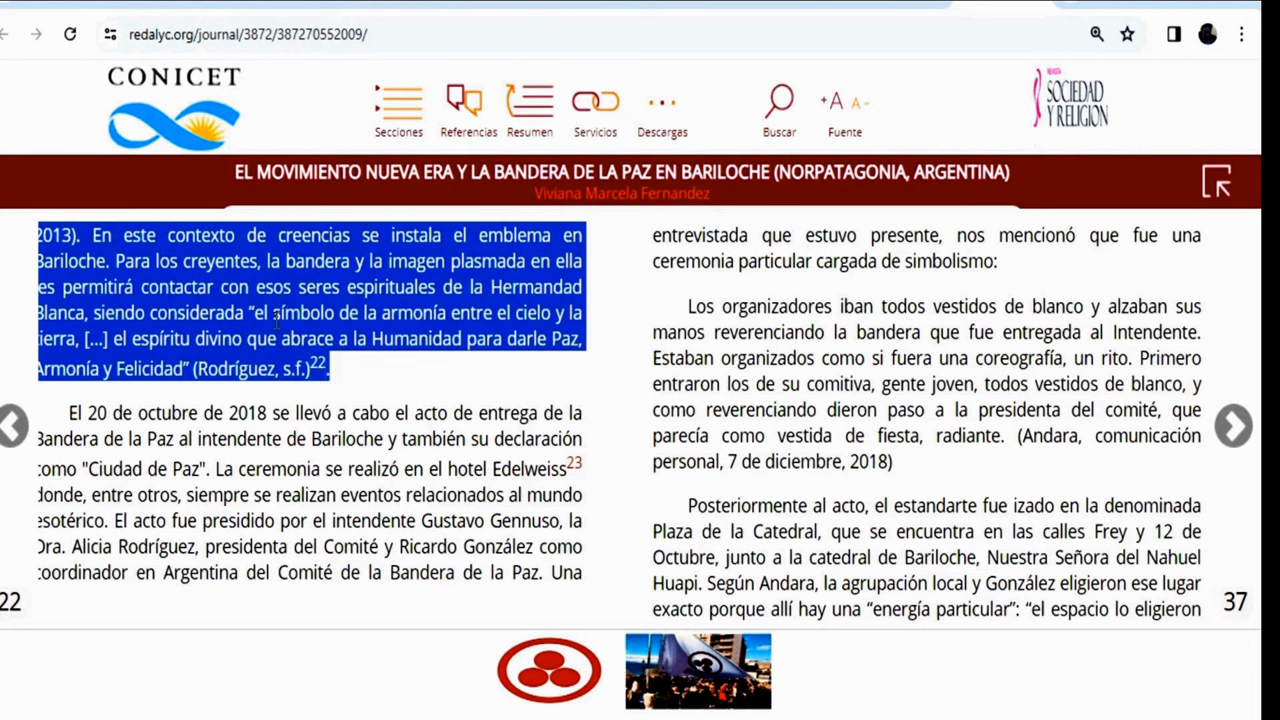 redalyc.org/journal/3872/387270552009/
CONICET
Secciones
Referencias
Resumen
Servicios
Descargas
Buscar
+A A-
Fuente
REVISTA
SOCIEDAD
Y RELIGIÓN
EL MOVIMIENTO NUEVA ERA Y LA BANDERA DE LA PAZ EN BARILOCHE (NORPATAGONIA, ARGENTINA)
Viviana Marcela Fernandez
2013). En este contexto de creencias se instala el emblema en
Bariloche. Para los creyentes, la bandera y la imagen plasmada en ella
es permitirá contactar con esos seres espirituales de la Hermandad
Blanca, siendo considerada “el símbolo de la armonía entre el cielo y la
tierra, [...] el espíritu divino que abrace a la Humanidad para darle Paz,
Armonía y Felicidad” (Rodríguez, s.f.)22.
El 20 de octubre de 2018 se llevó a cabo el acto de entrega de la
Bandera de la Paz al intendente de Bariloche y también su declaración
como "Ciudad de Paz". La ceremonia se realizó en el hotel Edelweiss23
donde, entre otros, siempre se realizan eventos relacionados al mundo
esotérico. El acto fue presidido por el intendente Gustavo Gennuso, la
Dra. Alicia Rodríguez, presidenta del Comité y Ricardo González como
coordinador en Argentina del Comité de la Bandera de la Paz. Una
22
entrevistada que estuvo presente, nos mencionó que fue una
ceremonia particular cargada de simbolismo:
Los organizadores iban todos vestidos de blanco y alzaban sus
manos reverenciando la bandera que fue entregada al Intendente.
Estaban organizados como si fuera una coreografía, un rito. Primero
entraron los de su comitiva, gente joven, todos vestidos de blanco, y
como reverenciando dieron paso a la presidenta del comité, que
parecía como vestida de fiesta, radiante. (Andara, comunicación
personal, 7 de diciembre, 2018)
Posteriormente al acto, el estandarte fue izado en la denominada
Plaza de la Catedral, que se encuentra en las calles Frey y 12 de
Octubre, junto a la catedral de Bariloche, Nuestra Señora del Nahuel
Huapi. Según Andara, la agrupación local y González eligieron ese lugar
exacto porque allí hay una “energía particular”: “el espacio lo eligieron
37